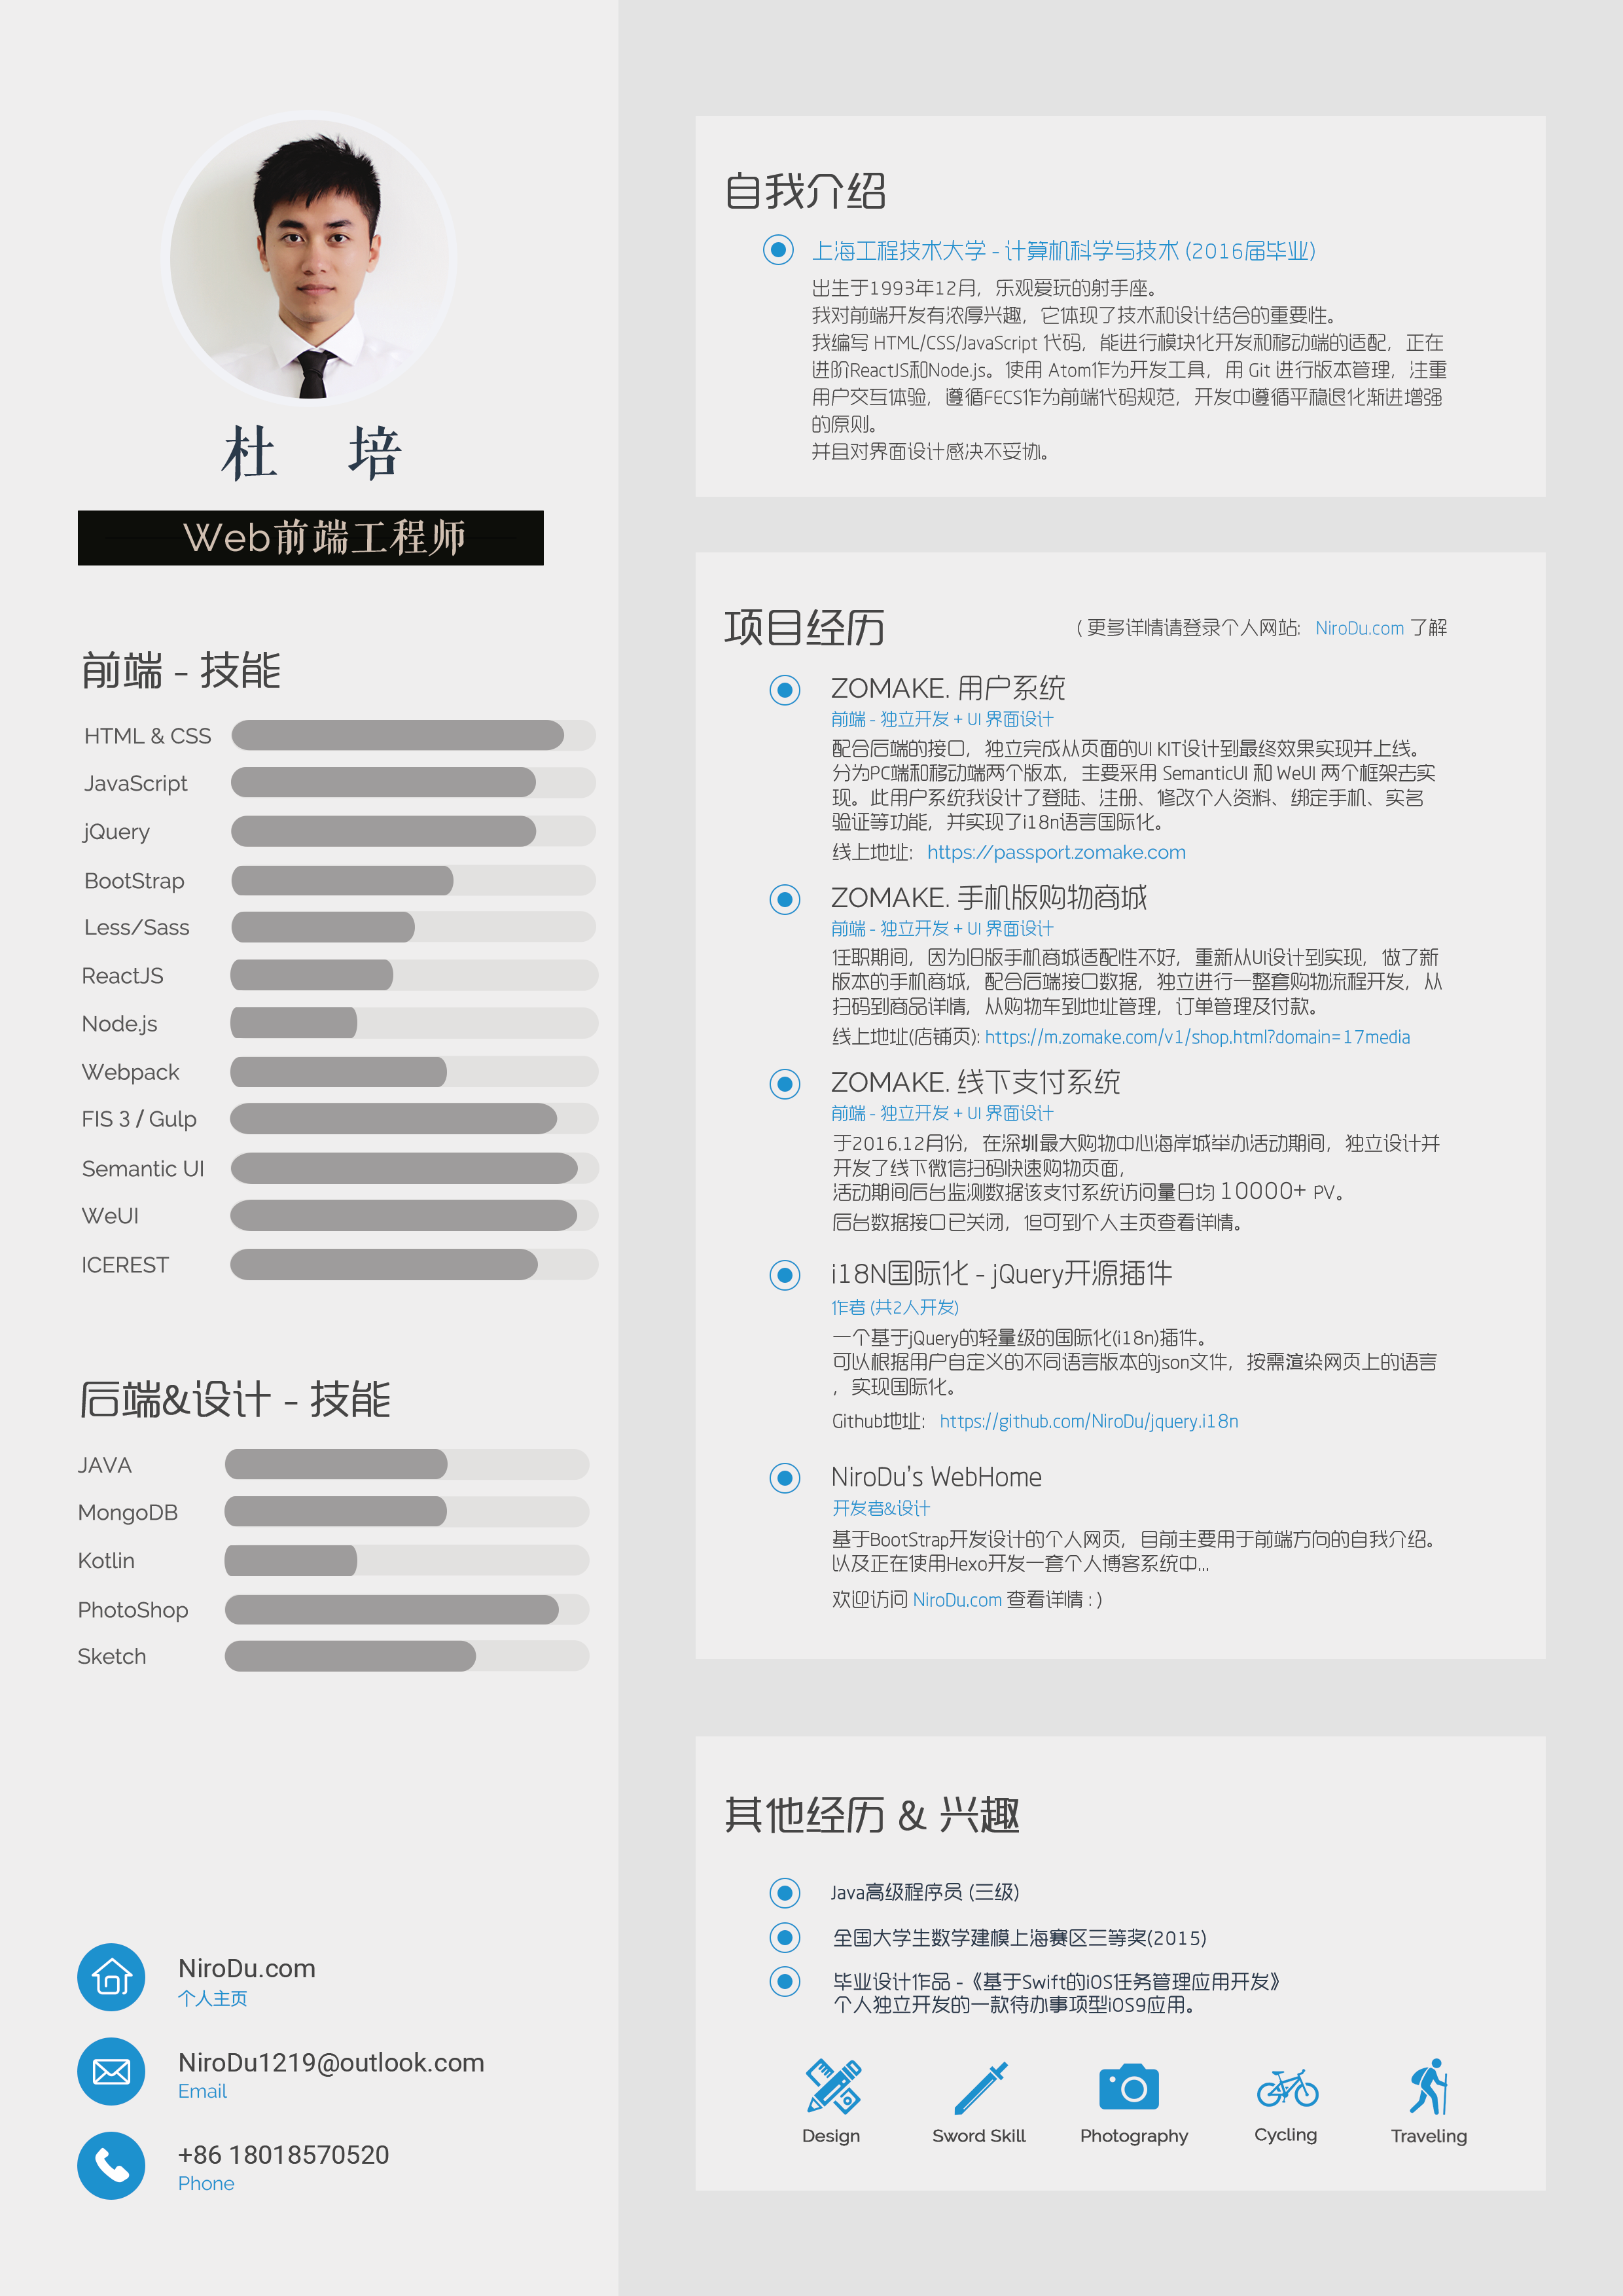 杜 培
Web前端工程师
前端 - 技能
HTML & CSS
JavaScript
jQuery
BootStrap
Less/Sass
ReactJS
Node.js
Webpack
FIS 3 / Gulp
Semantic UI
WeUI
ICEREST
后端&设计 - 技能
JAVA
MongoDB
Kotlin
PhotoShop
Sketch
NiroDu.com
个人主页
NiroDu1219@outlook.com
Email
+86 18018570520
Phone
自我介绍
上海工程技术大学 - 计算机科学与技术 (2016届毕业)
出生于1993年12月，乐观爱玩的射手座。
我对前端开发有浓厚兴趣，它体现了技术和设计结合的重要性。
我编写 HTML/CSS/JavaScript 代码，能进行模块化开发和移动端的适配，正在
进阶ReactJS和Node.js。使用 Atom作为开发工具，用 Git 进行版本管理，注重
用户交互体验，遵循FECS作为前端代码规范，开发中遵循平稳退化渐进增强
的原则。
并且对界面设计感决不妥协。
项目经历
( 更多详情请登录个人网站: NiroDu.com 了解
ZOMAKE. 用户系统
前端 - 独立开发 + UI 界面设计
配合后端的接口，独立完成从页面的UI KIT设计到最终效果实现并上线。
分为PC端和移动端两个版本，主要采用 SemanticUI 和 WeUI 两个框架去实
现。此用户系统我设计了登陆、注册、修改个人资料、绑定手机、实名
验证等功能，并实现了i18n语言国际化。
线上地址: https://passport.zomake.com
ZOMAKE. 手机版购物商城
前端 - 独立开发 + UI 界面设计
任职期间，因为旧版手机商城适配性不好，重新从UI设计到实现，做了新
版本的手机商城，配合后端接口数据，独立进行一整套购物流程开发，从
扫码到商品详情，从购物车到地址管理，订单管理及付款。
线上地址(店铺页): https://m.zomake.com/v1/shop.html?domain=17media
ZOMAKE. 线下支付系统
前端 - 独立开发 + UI 界面设计
于2016.12月份，在深圳最大购物中心海岸城举办活动期间，独立设计并
开发了线下微信扫码快速购物页面，
活动期间后台监测数据该支付系统访问量日均 10000+ PV。
后台数据接口已关闭，但可到个人主页查看详情。
i18N国际化 - jQuery开源插件
作者 (共2人开发)
一个基于jQuery的轻量级的国际化(i18n)插件。
可以根据用户自定义的不同语言版本的json文件，按需渲染网页上的语言
，实现国际化。
Github地址: https://github.com/NiroDu/jquery.i18n
NiroDu's WebHome
开发者&设计
基于BootStrap开发设计的个人网页，目前主要用于前端方向的自我介绍。
以及正在使用Hexo开发一套个人博客系统中...
欢迎访问 NiroDu.com 查看详情 : )
其他经历 & 兴趣
Java高级程序员 (三级)
全国大学生数学建模上海赛区三等奖(2015)
毕业设计作品 -《基于Swift的iOS任务管理应用开发》
个人独立开发的一款待办事项型iOS9应用。
Design
Sword Skill
Photography
Cycling
Traveling